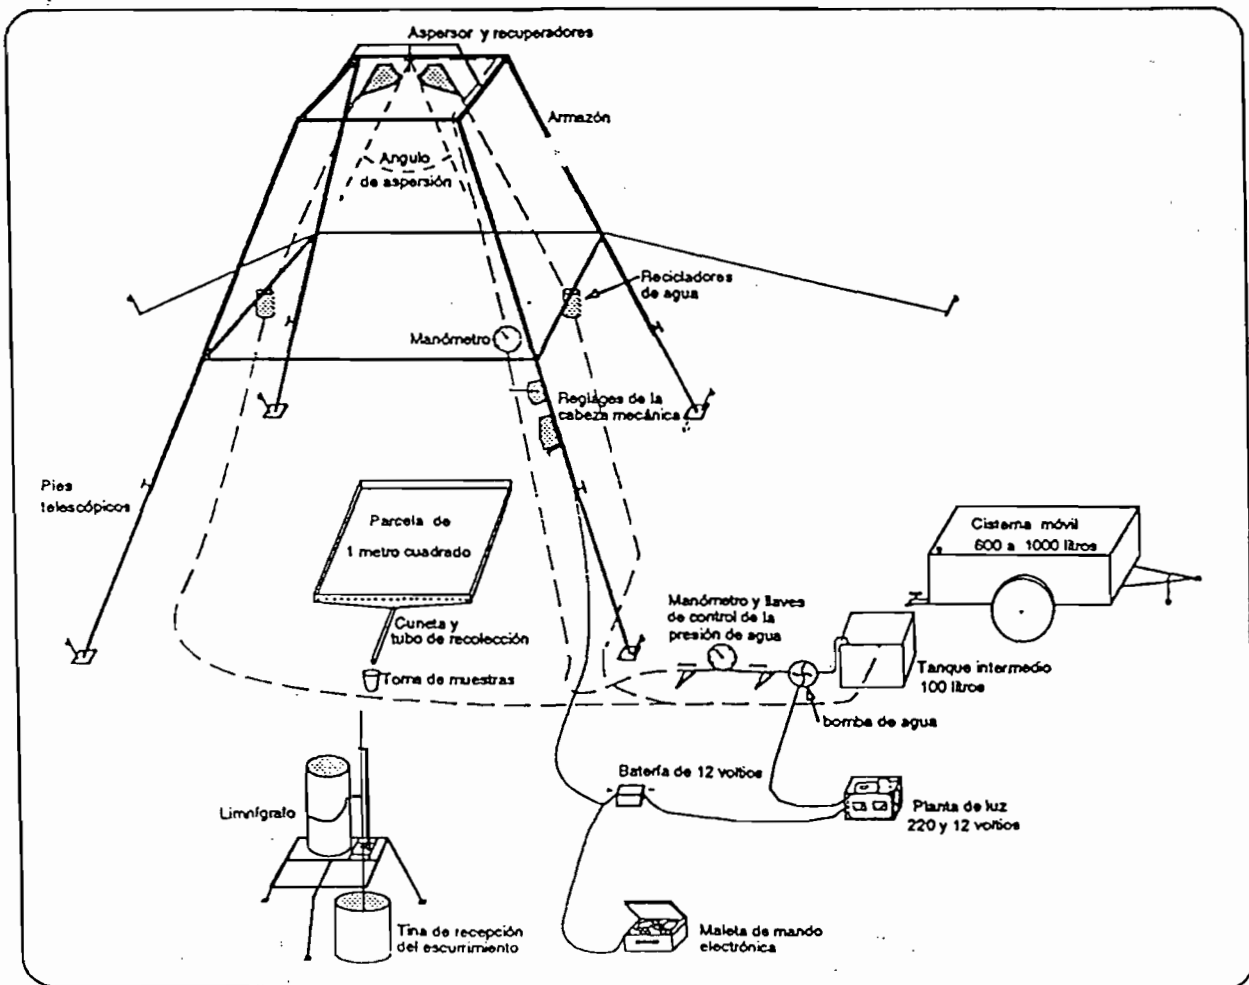 Aspersor y recuperadores
Armazón
Angulo
de aspersión
Recicladores
de agua
Manómetro
Reglages de la
cabeza mecánica
Pies
telescópicos
Parcela de
1 metro cuadrado
Cisterna móvil
600 a 1000 litros
Manómetro y llaves
de control de la
presión de agua
Cuneta y
tubo de recolección
Toma de muestras
Tanque intermedio
100 litros
bomba de agua
Batería de 12 voltios
Limnígrafo
Planta de luz
220 y 12 voltios
Tina de recepción
del escurrimiento
Maleta de mando
electrónica